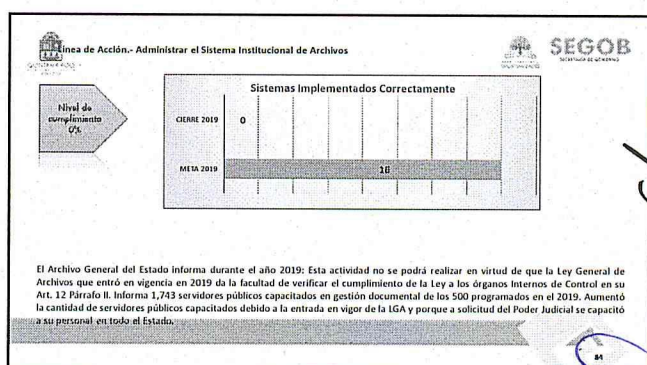 Línea de Acción.- Administrar el Sistema Institucional de Archivos
SEGOB
SECRETARÍA DE GOBIERNO
Nivel de
cumplimiento
0%
Sistemas Implementados Correctamente
CIERRE 2019
0
META 2019
El Archivo General del Estado informa durante el año 2019: Esta actividad no se podrá realizar en virtud de que la Ley General de
Archivos que entró en vigencia en 2019 da la facultad de verificar el cumplimiento de la Ley a los órganos Internos de Control en su
Art. 12 Párrafo II. Informa 1,743 servidores públicos capacitados en gestión documental de los 500 programados en el 2019. Aumentó
la cantidad de servidores públicos capacitados debido a la entrada en vigor de la LGA y porque a solicitud del Poder Judicial se capacitó
a su personal en todo el Estado.
84